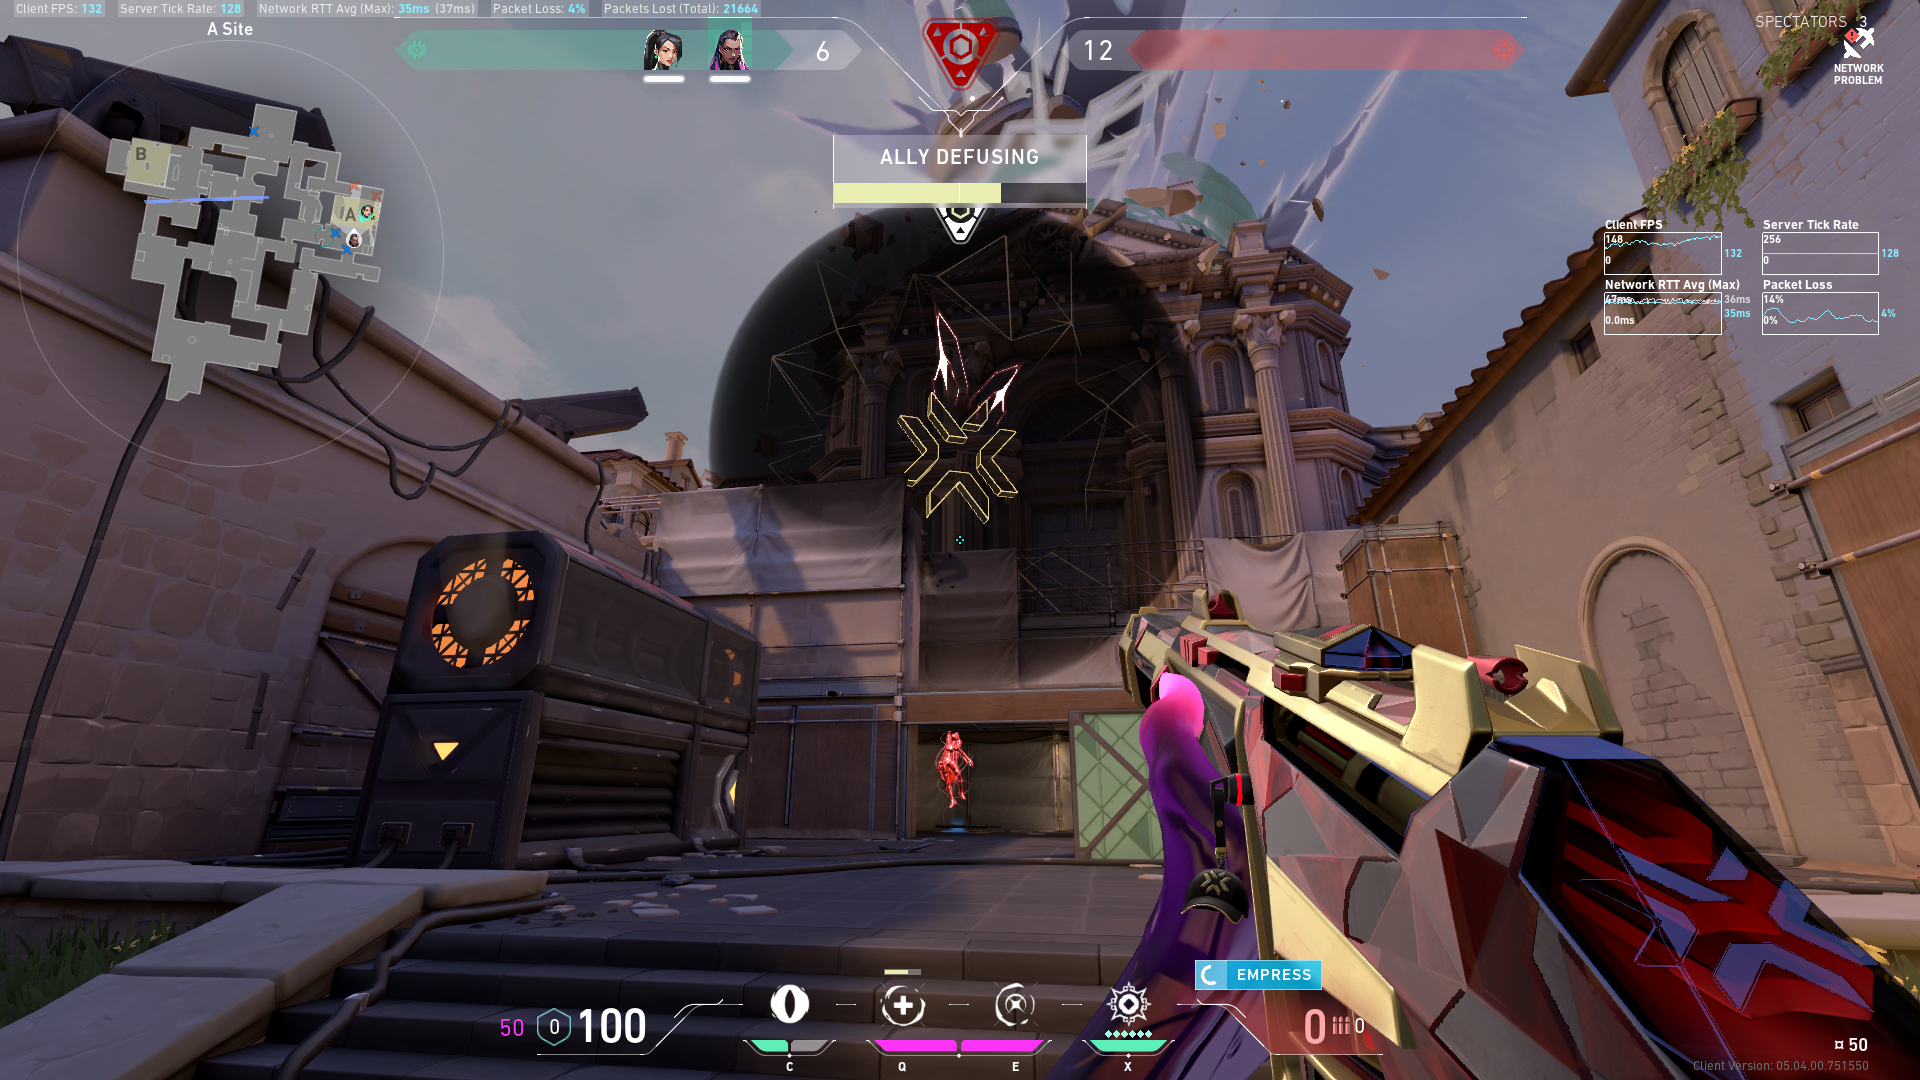 Client FPS: 132 Server Tick Rate: 128 Network RTT Avg (Max): 35ms (37ms) Packet Loss: 4% Packets Lost (Total): 21664
A Site
SPECTATORS 3
6
12
NETWORK
PROBLEM
ALLY DEFUSING
B
A
Client FPS
148
0
132
Server Tick Rate
256
0
128
Network RTT Avg (Max)
47ms
0.0ms
36ms
35ms
Packet Loss
14%
0%
4%
EMPRESS
50
0
100
0
0
C
Q
E
X
¤ 50
Client Version: 05.04.00.751550